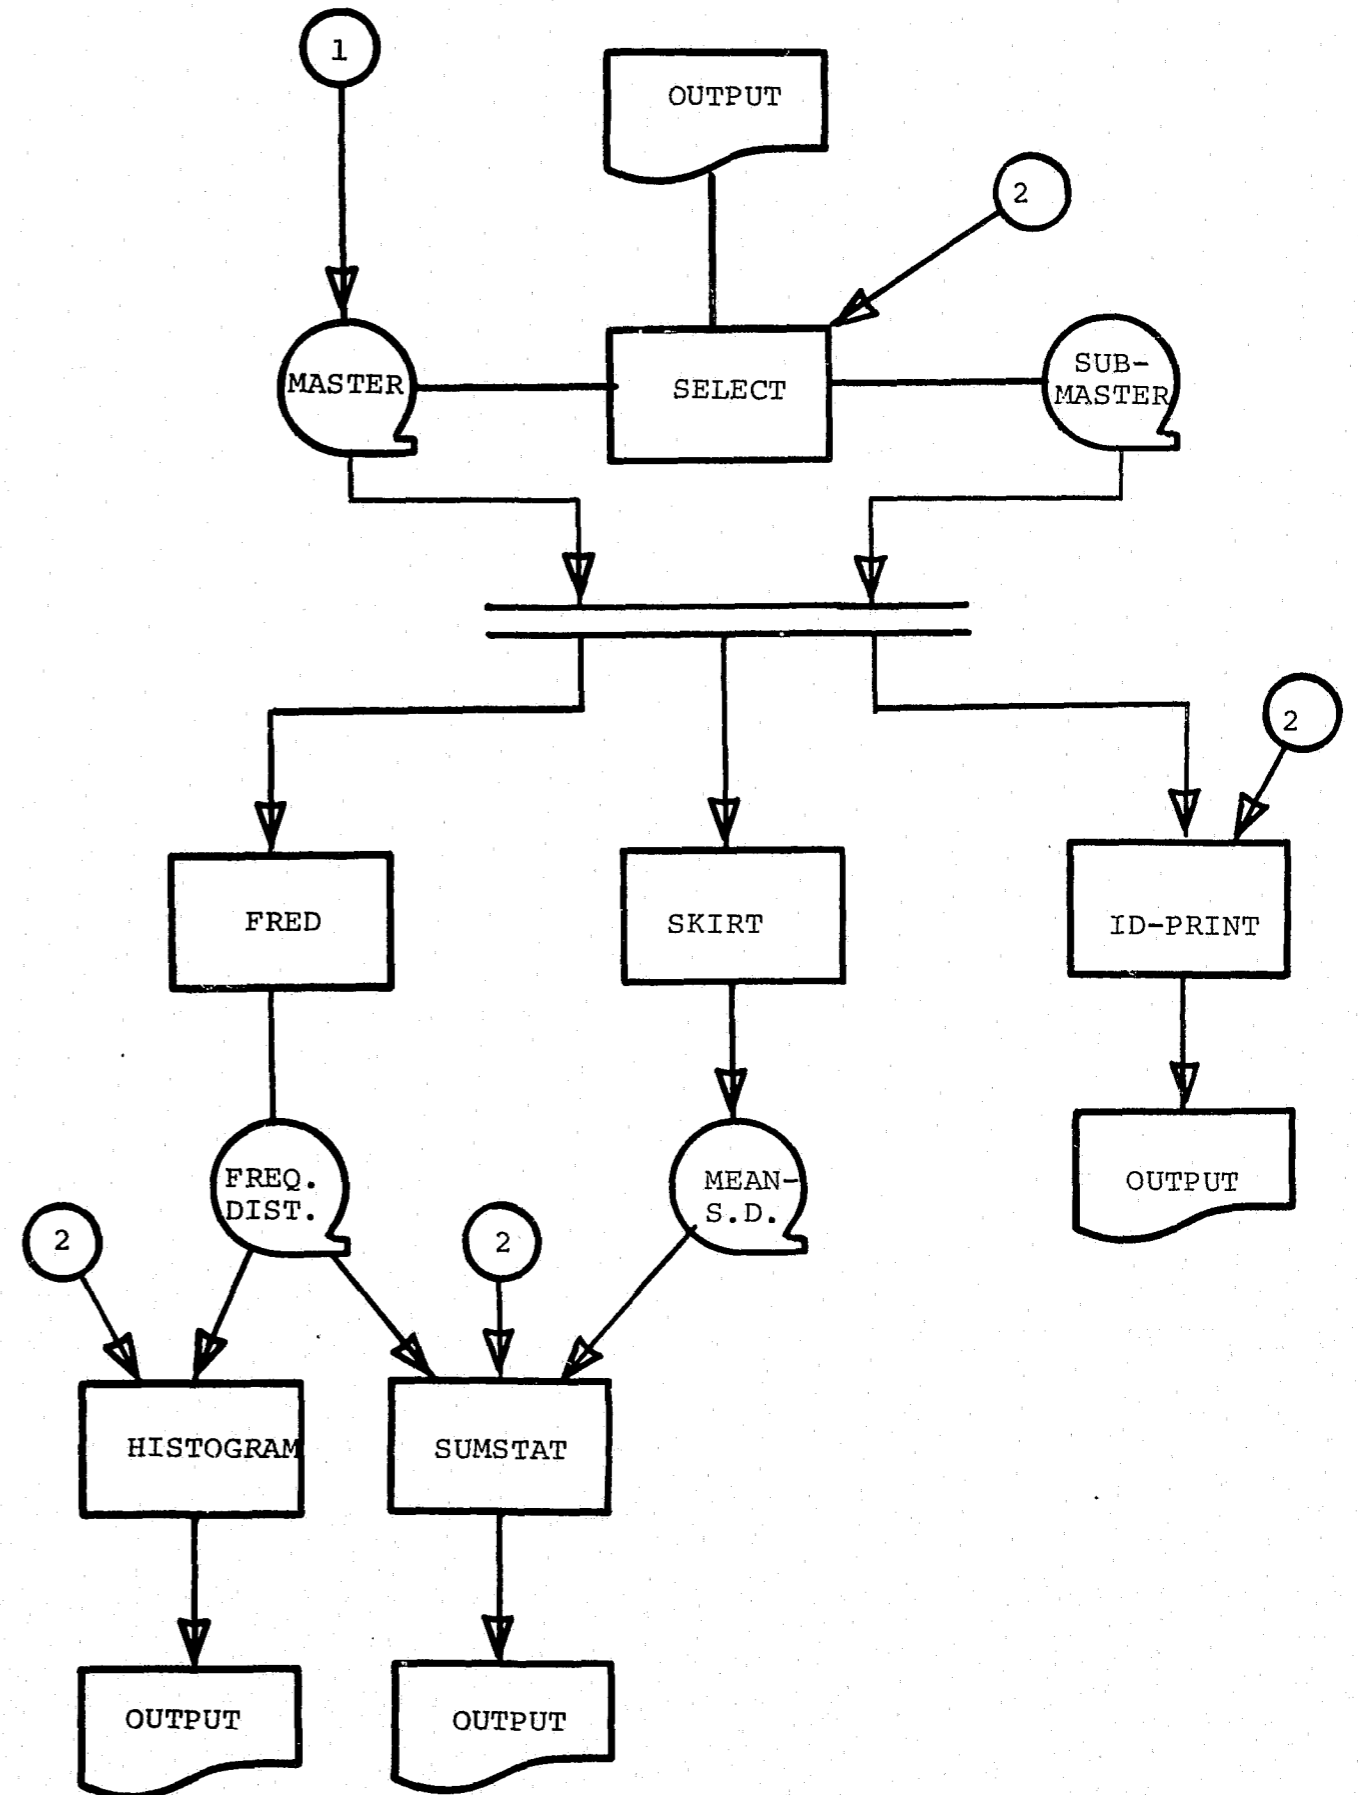 1
OUTPUT
2
MASTER
SELECT
SUB-
MASTER
2
FRED
SKIRT
ID-PRINT
FREQ.
DIST.
MEAN-
S.D.
OUTPUT
2
2
HISTOGRAM
SUMSTAT
OUTPUT
OUTPUT